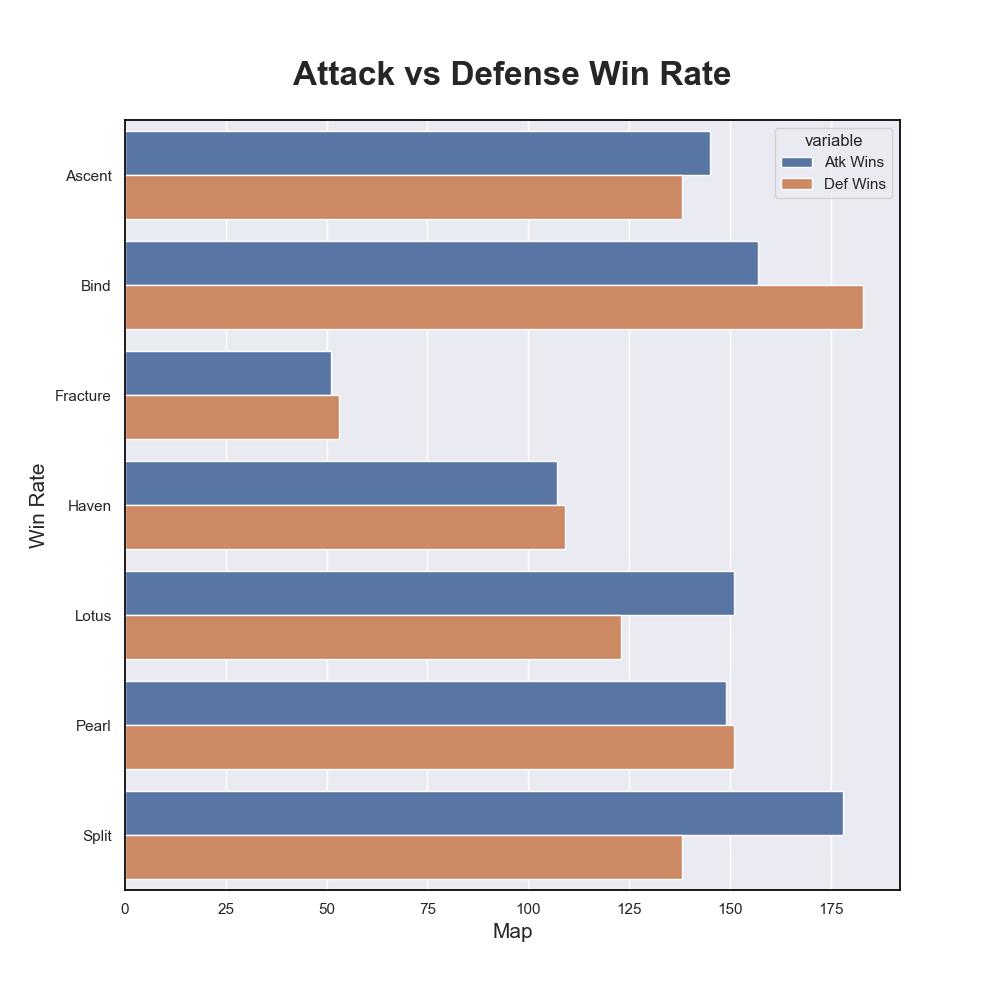 Attack vs Defense Win Rate
variable
Atk Wins
Def Wins
Ascent
Bind
Fracture
Haven
Lotus
Pearl
Split
Win Rate
0 25 50 75 100 125 150 175
Map